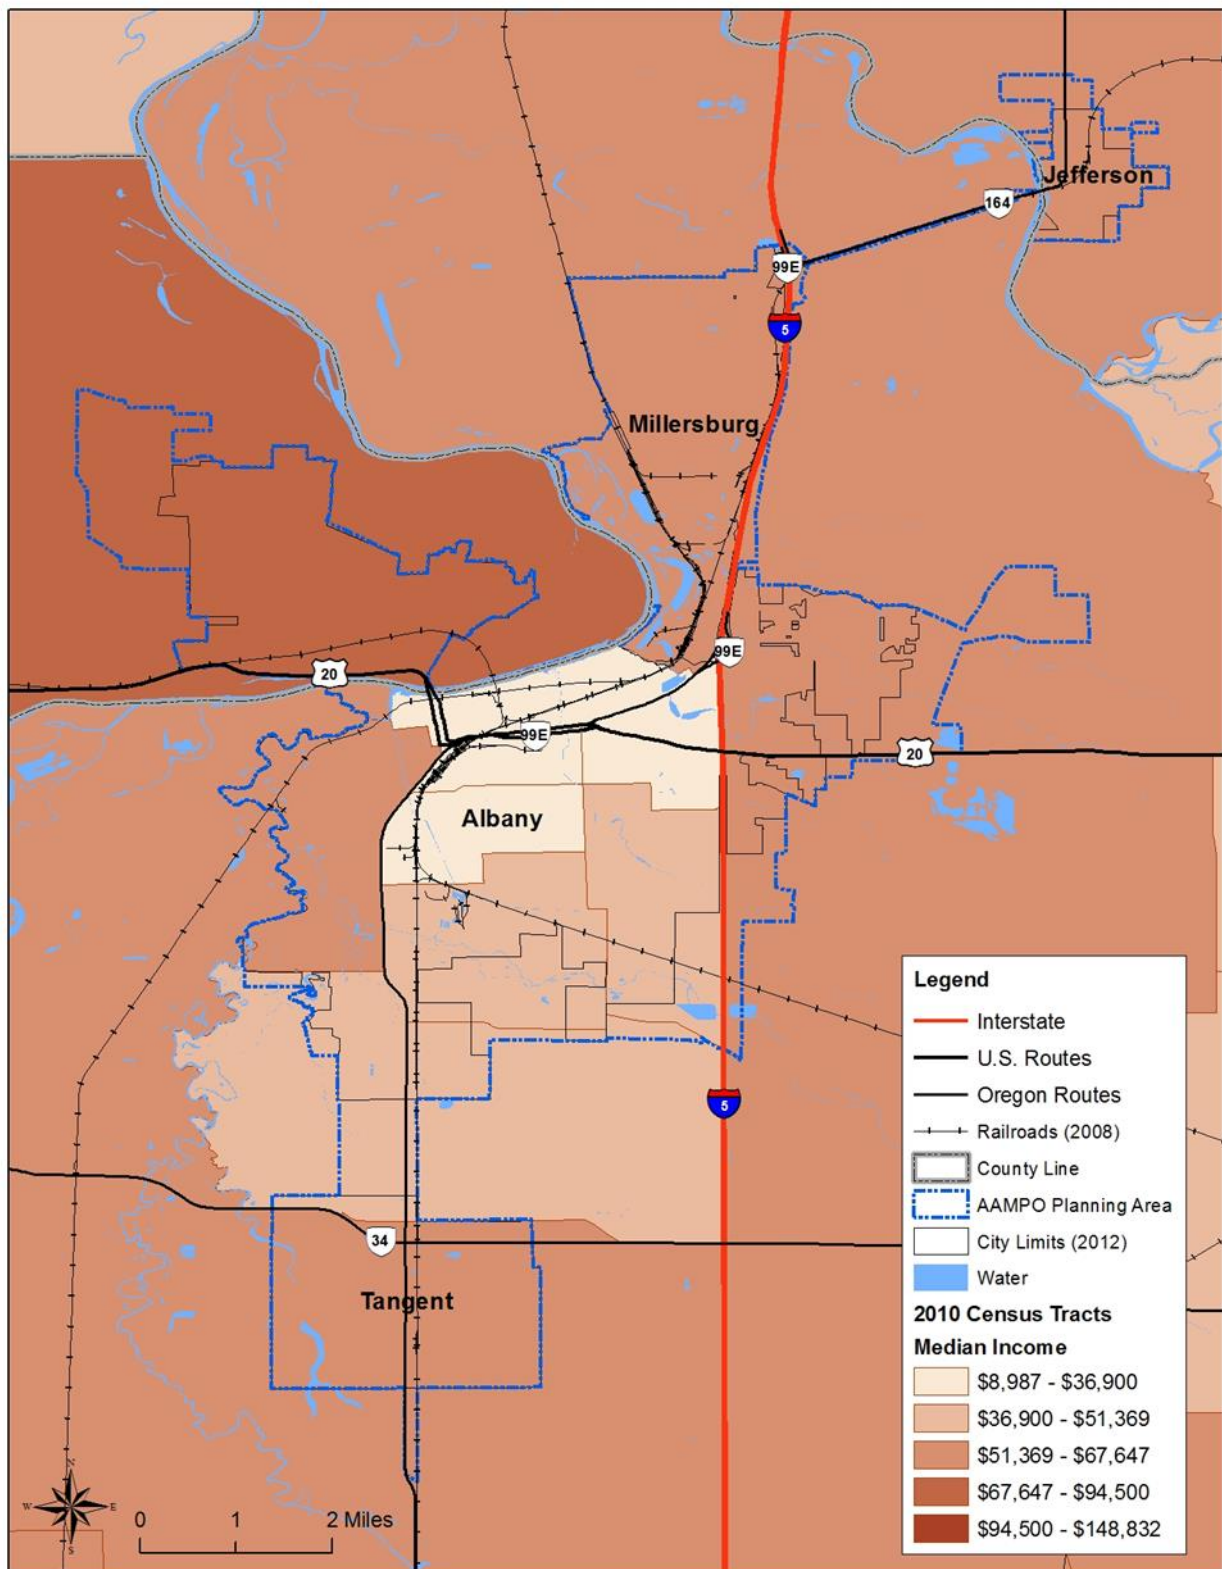 Jefferson
164
99E
5
Millersburg
99E
20
99E
20
Albany
5
34
Tangent
Legend
Interstate
U.S. Routes
Oregon Routes
Railroads (2008)
County Line
AAMPO Planning Area
City Limits (2012)
Water
2010 Census Tracts
Median Income
$8,987 - $36,900
$36,900 - $51,369
$51,369 - $67,647
$67,647 - $94,500
$94,500 - $148,832
N
W E
S
0 1 2 Miles